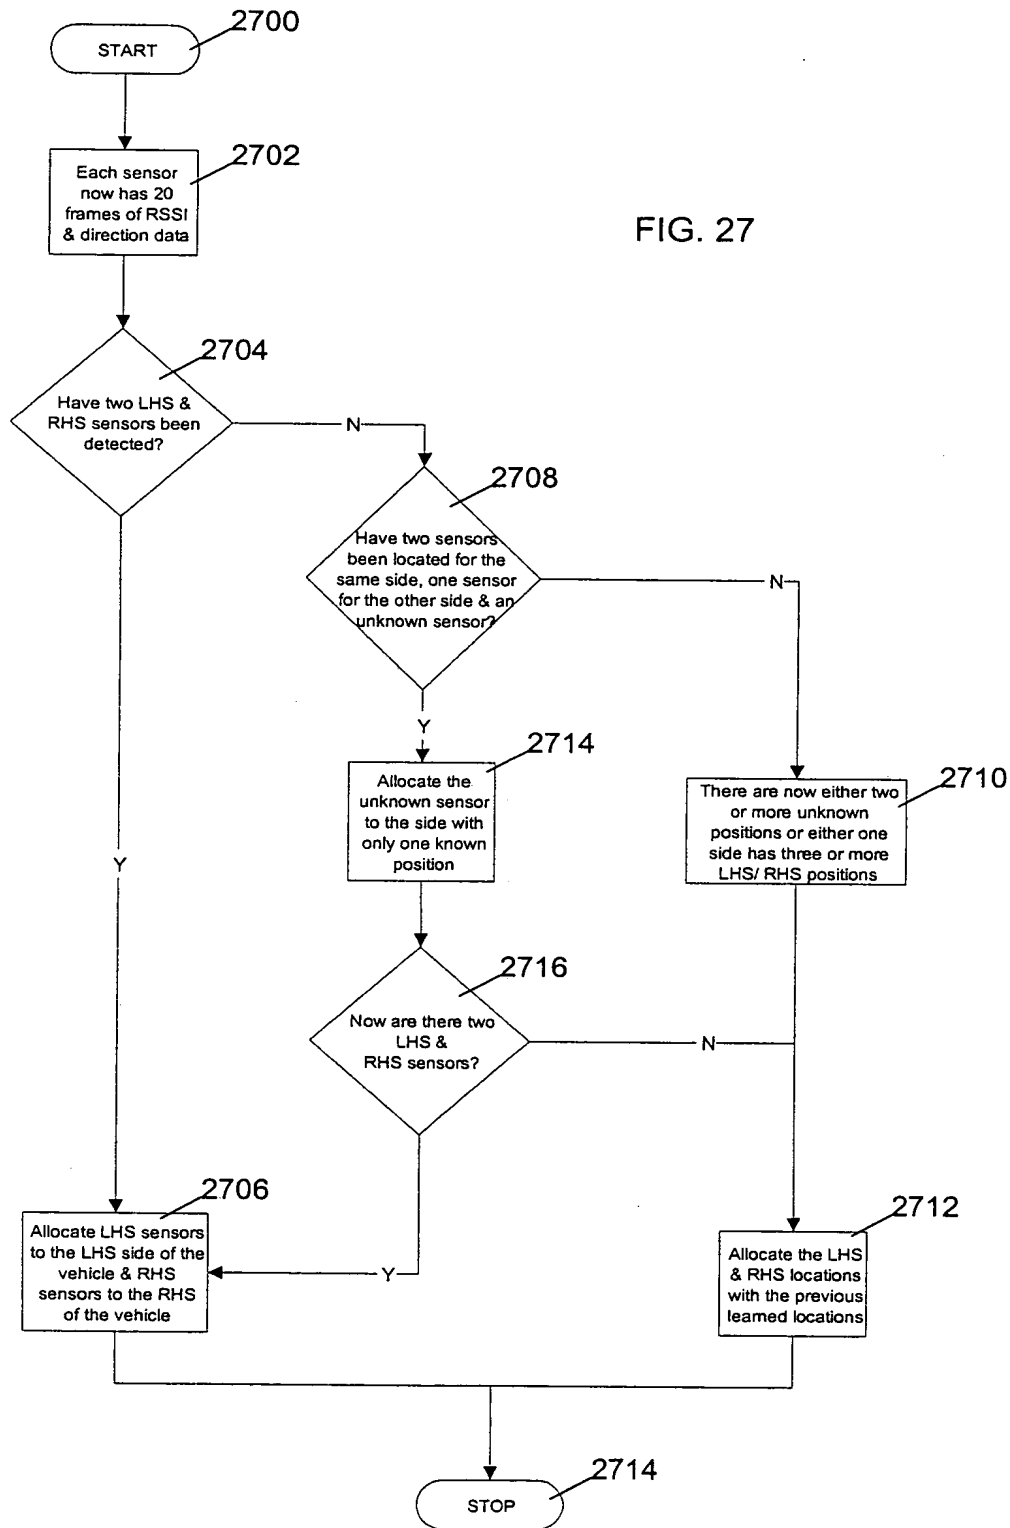 2700
START
2702
Each sensor
now has 20
frames of RSSI
& direction data
FIG. 27
2704
Have two LHS &
RHS sensors been
detected?
N
2708
Have two sensors
been located for the
same side, one sensor
for the other side & an
unknown sensor?
N
Y
2714
Allocate the
unknown sensor
to the side with
only one known
position
2710
There are now either two
or more unknown
positions or either one
side has three or more
LHS/ RHS positions
Y
2716
Now are there two
LHS &
RHS sensors?
N
2706
Allocate LHS sensors
to the LHS side of the
vehicle & RHS
sensors to the RHS
of the vehicle
Y
2712
Allocate the LHS
& RHS locations
with the previous
learned locations
2714
STOP